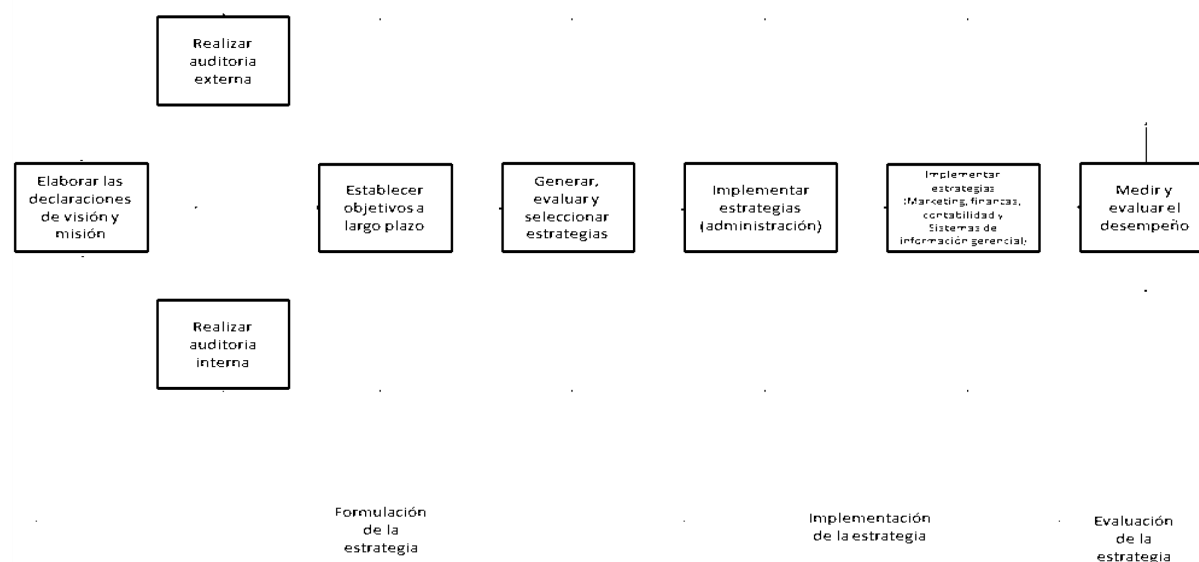 Realizar
auditoria
externa
Elaborar las
declaraciones
de visión y
misión
Establecer
objetivos a
largo plazo
Generar,
evaluar y
seleccionar
estrategias
Implementar
estrategias
(administración)
Implementar
estrategias
(Marketing, finanzas,
contabilidad y
Sistemas de
información gerencial)
Medir y
evaluar el
desempeño
Realizar
auditoria
interna
Formulación
de la
estrategia
Implementación
de la estrategia
Evaluación
de la
estrategia